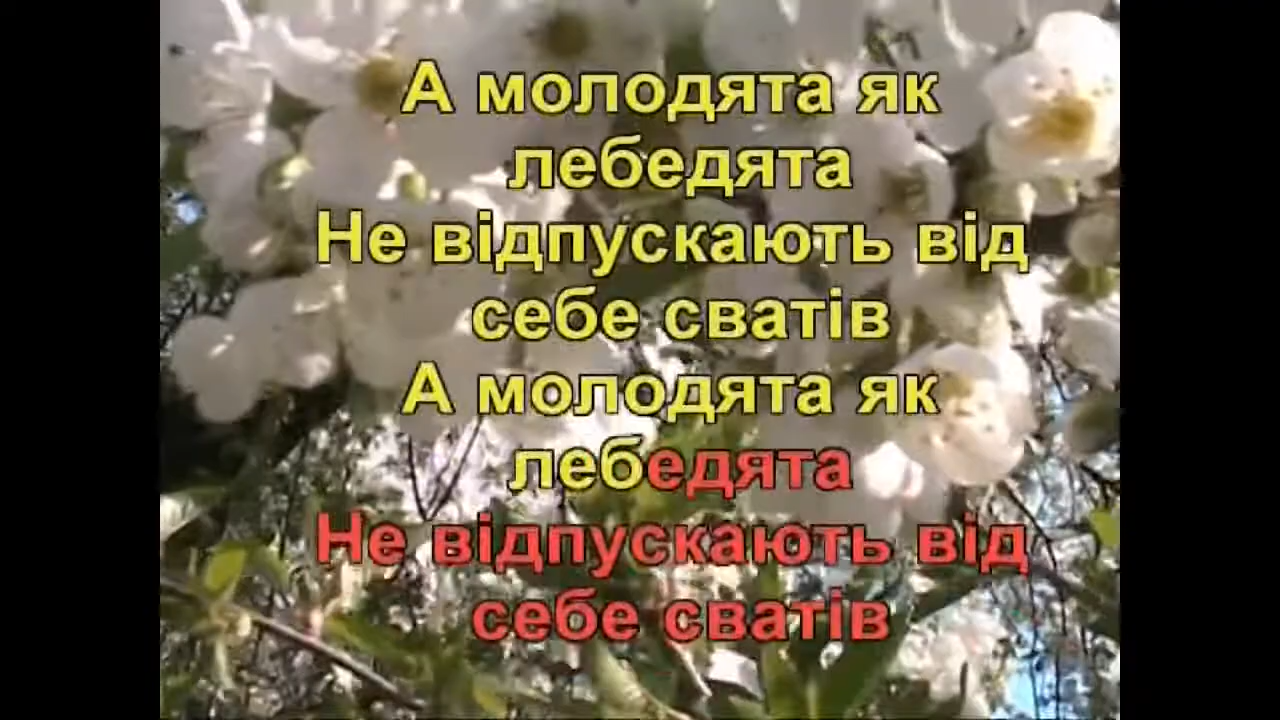 А молодята як
лебедята
Не відпускають від
себе сватів
А молодята як
лебедята
Не відпускають від
себе сватів